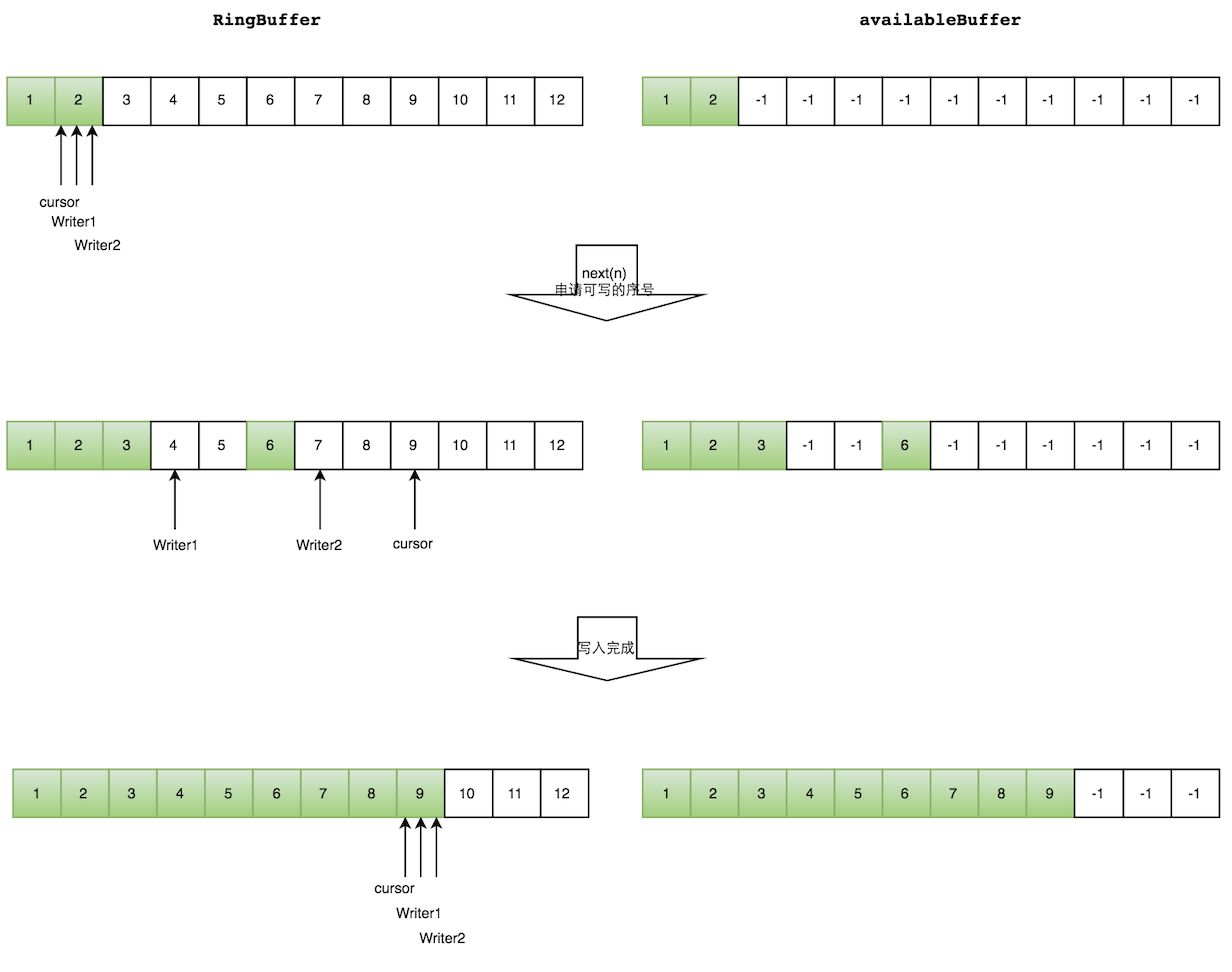 RingBuffer availableBuffer
1 2 3 4 5 6 7 8 9 10 11 12 1 2 -1 -1 -1 -1 -1 -1 -1 -1 -1 -1
cursor
Writer1
Writer2
next(n)
申请可写的序号
1 2 3 4 5 6 7 8 9 10 11 12 1 2 3 -1 -1 6 -1 -1 -1 -1 -1 -1
Writer1 Writer2 cursor
写入完成
1 2 3 4 5 6 7 8 9 10 11 12 1 2 3 4 5 6 7 8 9 -1 -1 -1
cursor
Writer1
Writer2